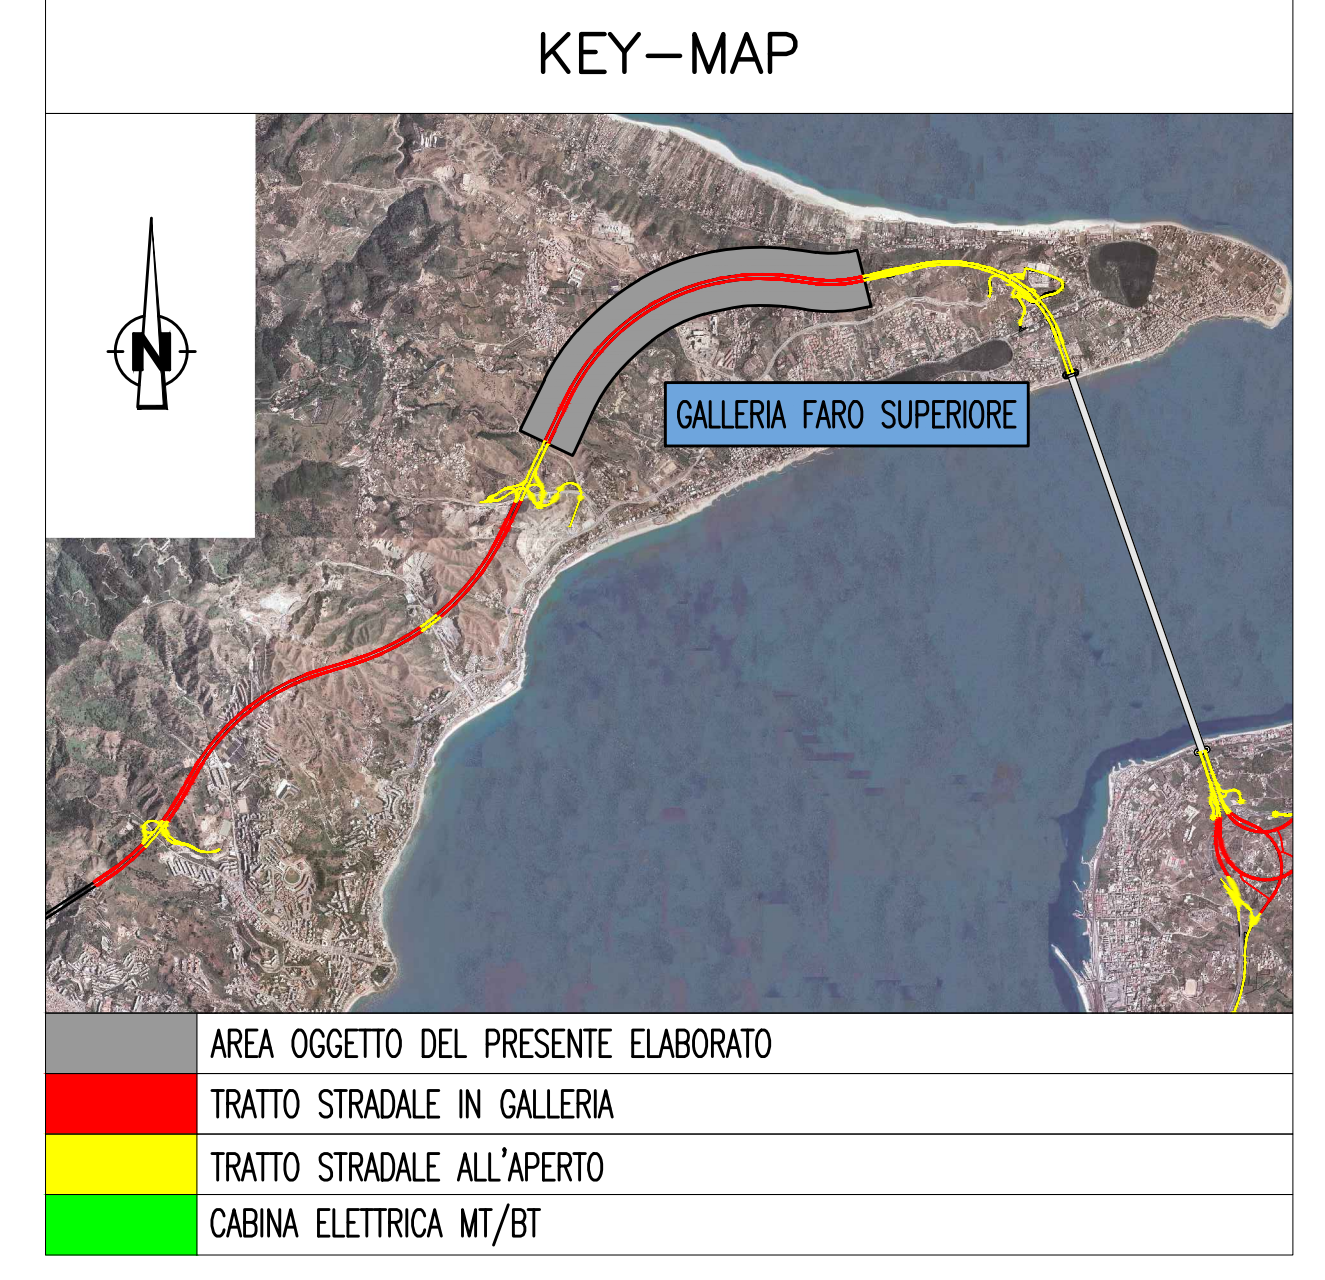 KEY-MAP
N
GALLERIA FARO SUPERIORE
AREA OGGETTO DEL PRESENTE ELABORATO
TRATTO STRADALE IN GALLERIA
TRATTO STRADALE ALL'APERTO
CABINA ELETTRICA MT/BT